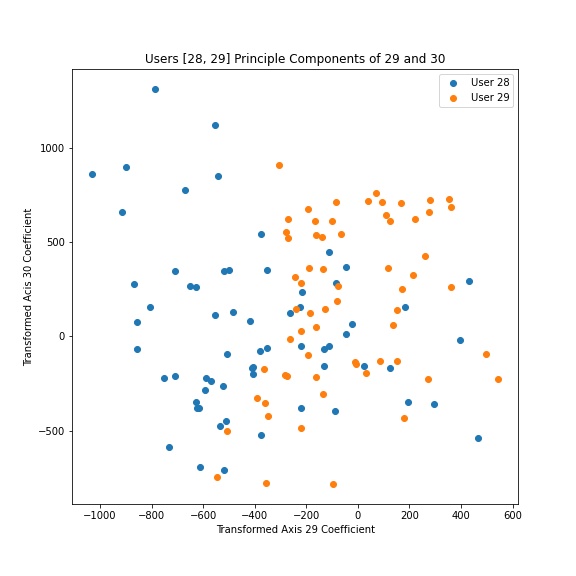 Users [28, 29] Principle Components of 29 and 30
User 28
User 29
1000
500
0
−500
Transformed Acis 30 Coefficient
−1000
−800
−600
−400
−200
0
200
400
600
Transformed Axis 29 Coefficient